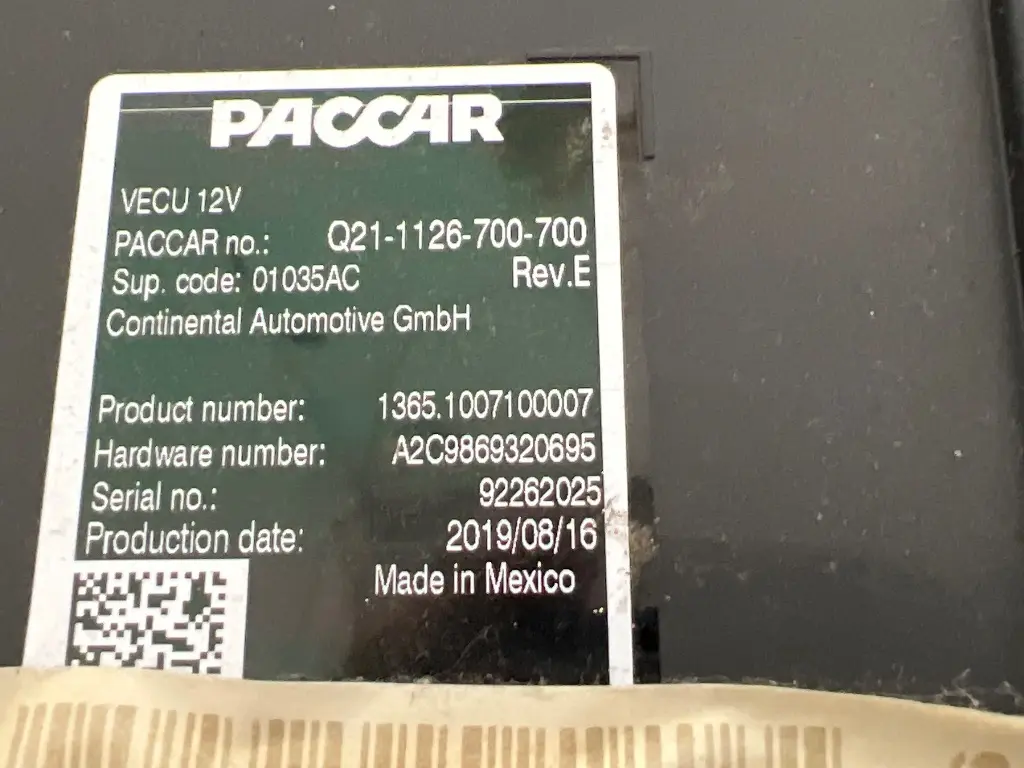 PACCAR
VECU 12V
PACCAR no.: Q21-1126-700-700
Sup. code: 01035AC Rev.E
Continental Automotive GmbH
Product number: 1365.1007100007
Hardware number: A2C9869320695
Serial no.: 92262025
Production date: 2019/08/16
Made in Mexico